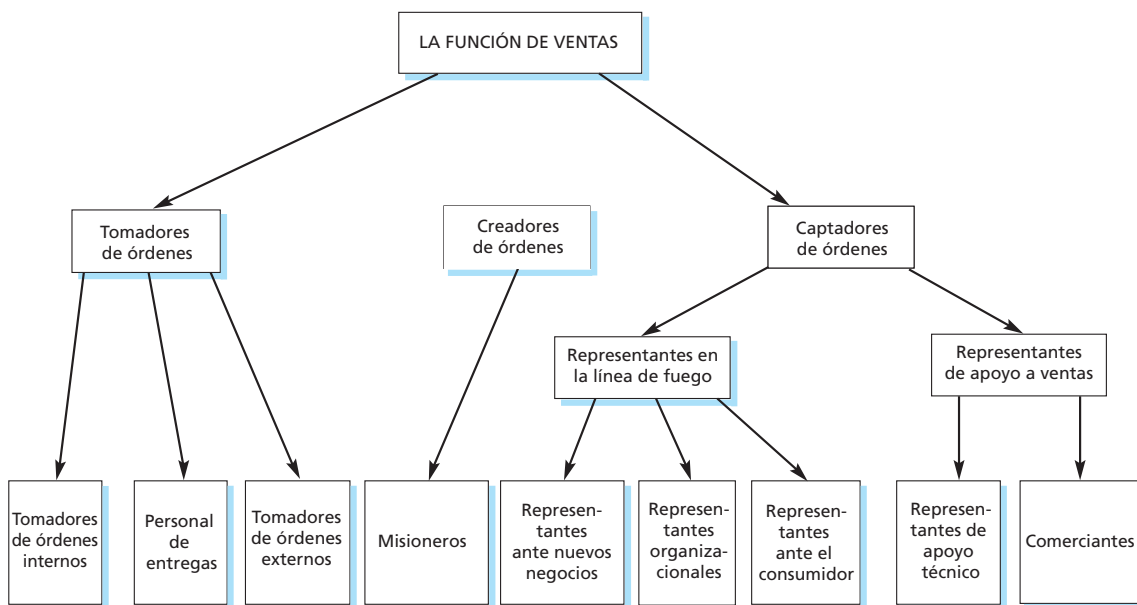 LA FUNCIÓN DE VENTAS
Tomadores
de órdenes
Creadores
de órdenes
Captadores
de órdenes
Representantes en
la línea de fuego
Representantes
de apoyo a ventas
Tomadores
de órdenes
internos
Personal
de
entregas
Tomadores
de órdenes
externos
Misioneros
Represen-
tantes
ante nuevos
negocios
Represen-
tantes
organiza-
cionales
Represen-
tantes
ante el
consumidor
Represen-
tantes de
apoyo
técnico
Comerciantes